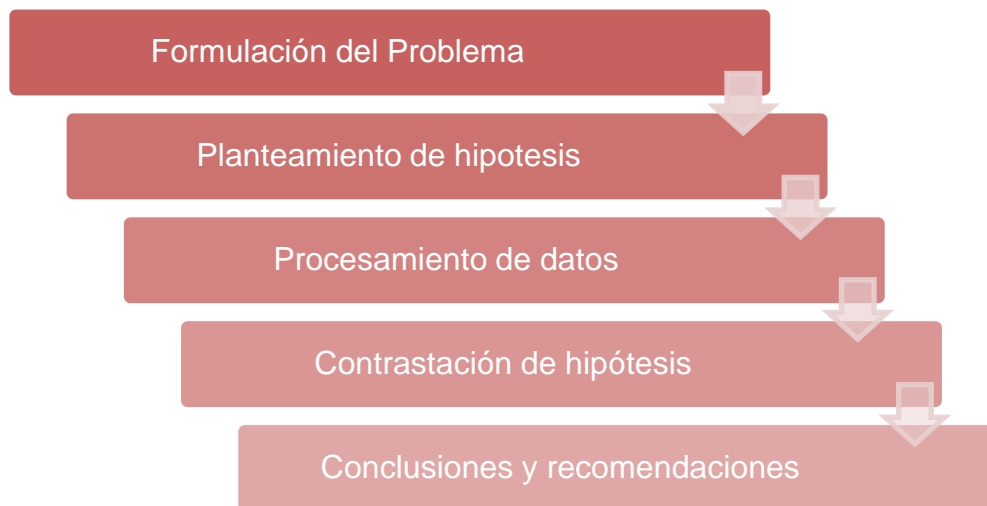 Formulación del Problema
Planteamiento de hipotesis
Procesamiento de datos
Contrastación de hipótesis
Conclusiones y recomendaciones